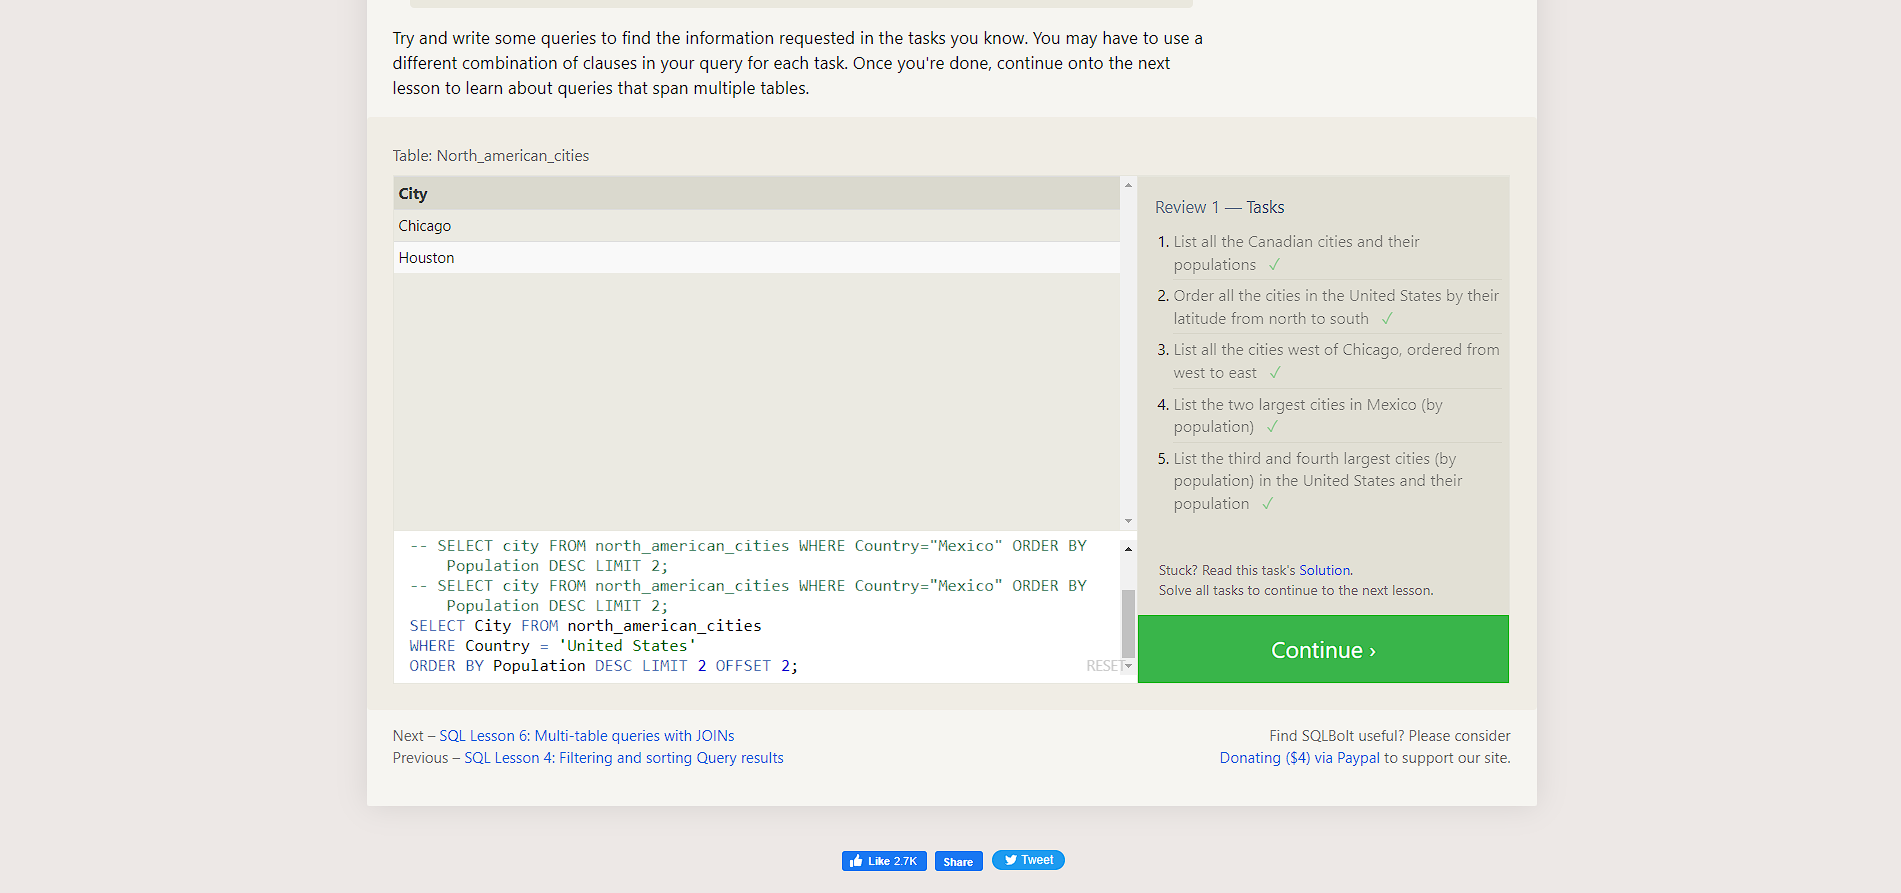 Try and write some queries to find the information requested in the tasks you know. You may have to use a
different combination of clauses in your query for each task. Once you're done, continue onto the next
lesson to learn about queries that span multiple tables.
Table: North_american_cities
City
Chicago
Houston
-- SELECT city FROM north_american_cities WHERE Country="Mexico" ORDER BY
Population DESC LIMIT 2;
-- SELECT city FROM north_american_cities WHERE Country="Mexico" ORDER BY
Population DESC LIMIT 2;
SELECT City FROM north_american_cities
WHERE Country = 'United States'
ORDER BY Population DESC LIMIT 2 OFFSET 2;
RESET
Review 1 — Tasks
1. List all the Canadian cities and their
populations ✓
2. Order all the cities in the United States by their
latitude from north to south ✓
3. List all the cities west of Chicago, ordered from
west to east ✓
4. List the two largest cities in Mexico (by
population) ✓
5. List the third and fourth largest cities (by
population) in the United States and their
population ✓
Stuck? Read this task's Solution.
Solve all tasks to continue to the next lesson.
Continue ›
Next – SQL Lesson 6: Multi-table queries with JOINs
Previous – SQL Lesson 4: Filtering and sorting Query results
Find SQLBolt useful? Please consider
Donating ($4) via Paypal to support our site.
Like 2.7K
Share
Tweet